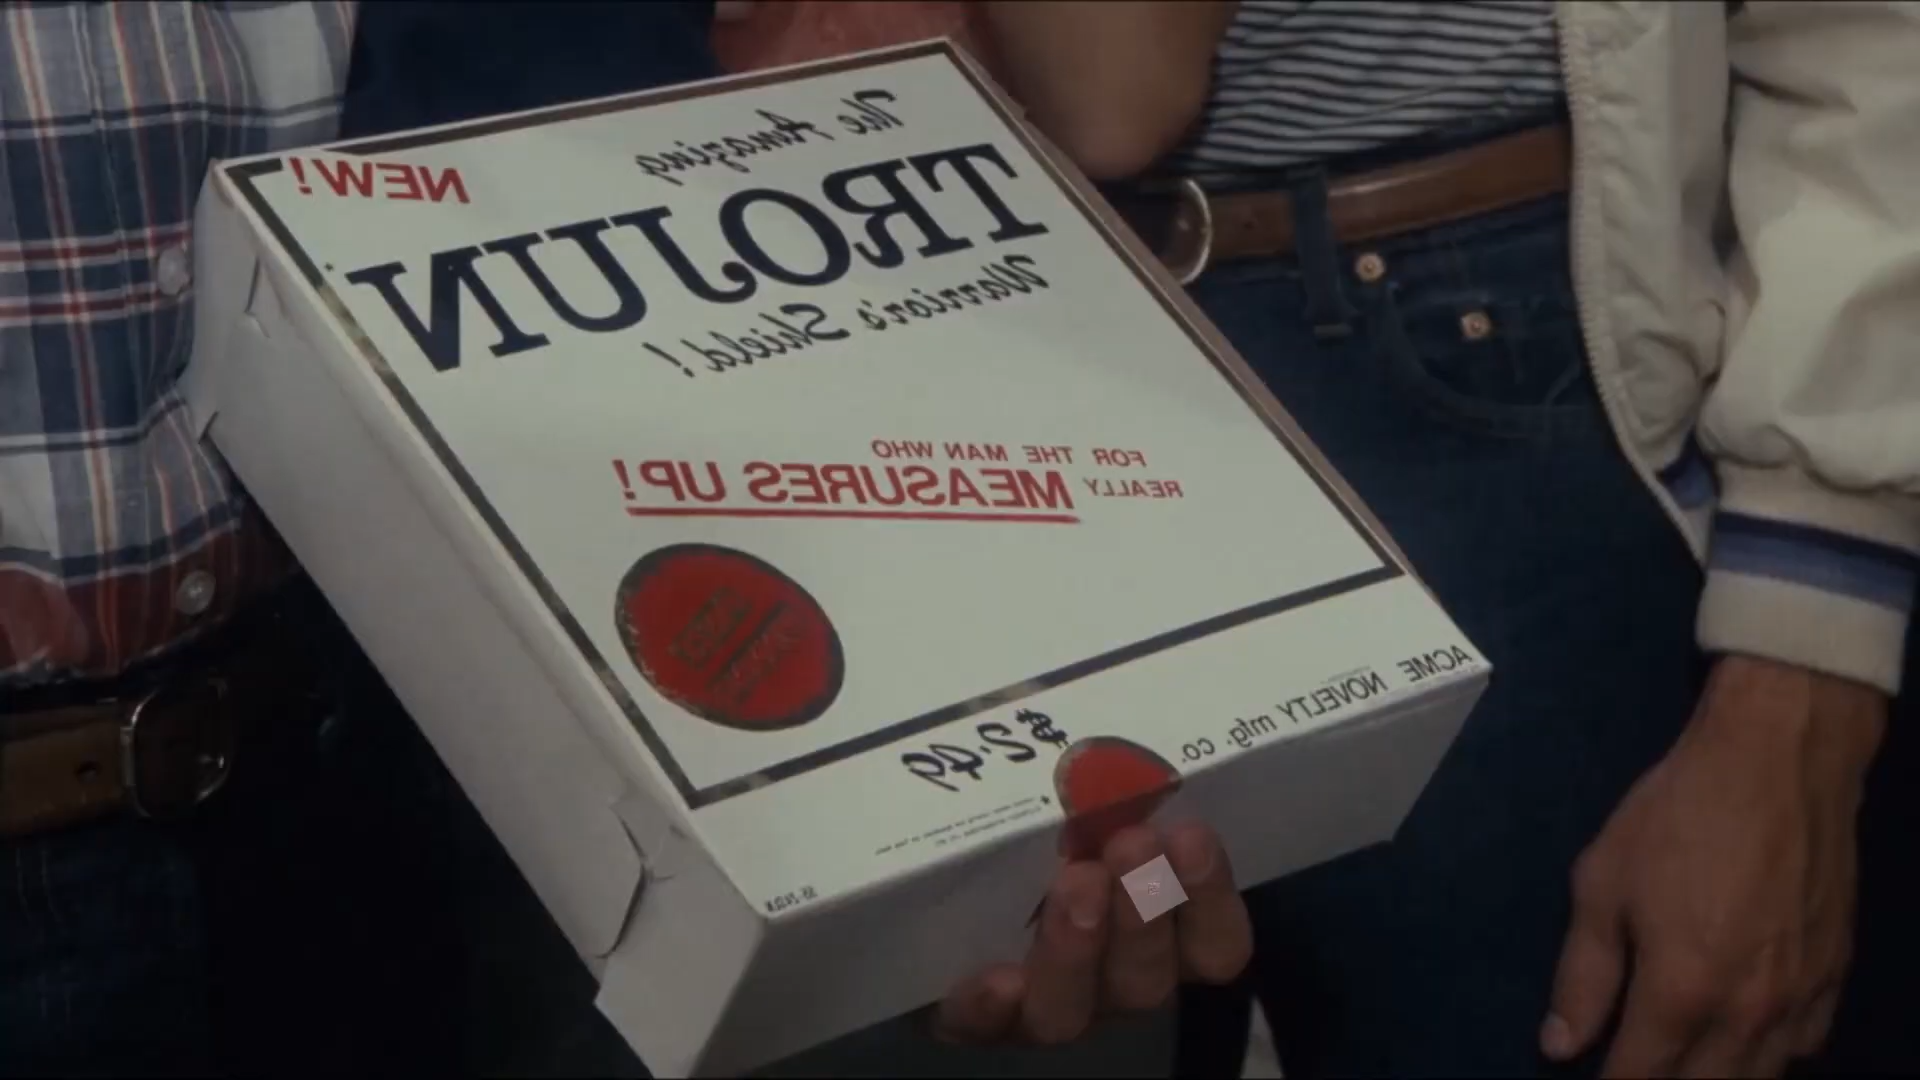 NEW!
The Amazing
TROJUN
Warrior's Shield!
FOR THE MAN WHO
REALLY MEASURES UP!
$2.49
ACME NOVELTY mfg. co.